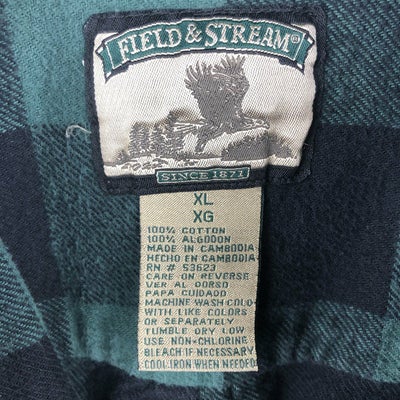 FIELD & STREAM®
SINCE 1871
XL
XG
100% COTTON
100% ALGODON
MADE IN CAMBODIA
HECHO EN CAMBODIA
RN # 53623
CARE ON REVERSE
VER AL DORSO
PAPA CUIDADO
MACHINE WASH COLD
WITH LIKE COLORS
OR SEPARATELY
TUMBLE DRY LOW
USE NON-CHLORINE
BLEACH IF NECESSARY
COOL IRON WHEN NEEDED